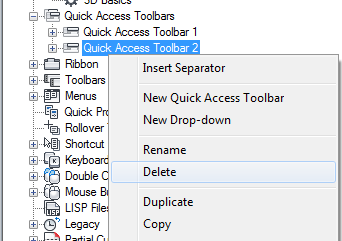 3D Basics
Quick Access Toolbars
Quick Access Toolbar 1
Quick Access Toolbar 2
Ribbon
Toolbars
Menus
Quick Pro
Rollover T
Shortcut
Keyboard
Double C
Mouse Bu
LISP Files
Legacy
Partial Cu
Insert Separator
New Quick Access Toolbar
New Drop-down
Rename
Delete
Duplicate
Copy